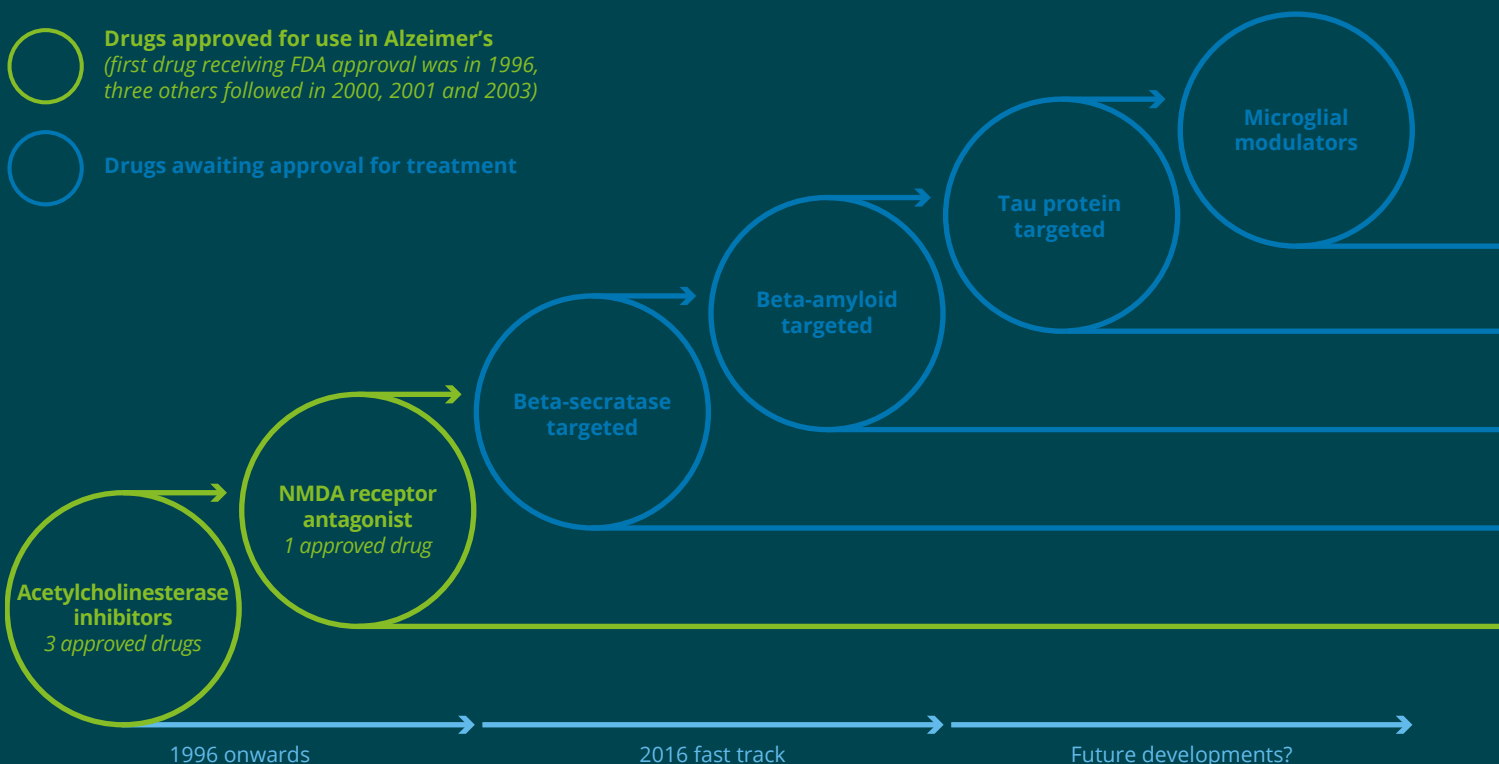 Drugs approved for use in Alzeimer's
(first drug receiving FDA approval was in 1996,
three others followed in 2000, 2001 and 2003)
Drugs awaiting approval for treatment
Microglial
modulators
Tau protein
targeted
Beta-amyloid
targeted
Beta-secratase
targeted
NMDA receptor
antagonist
1 approved drug
Acetylcholinesterase
inhibitors
3 approved drugs
1996 onwards
2016 fast track
Future developments?